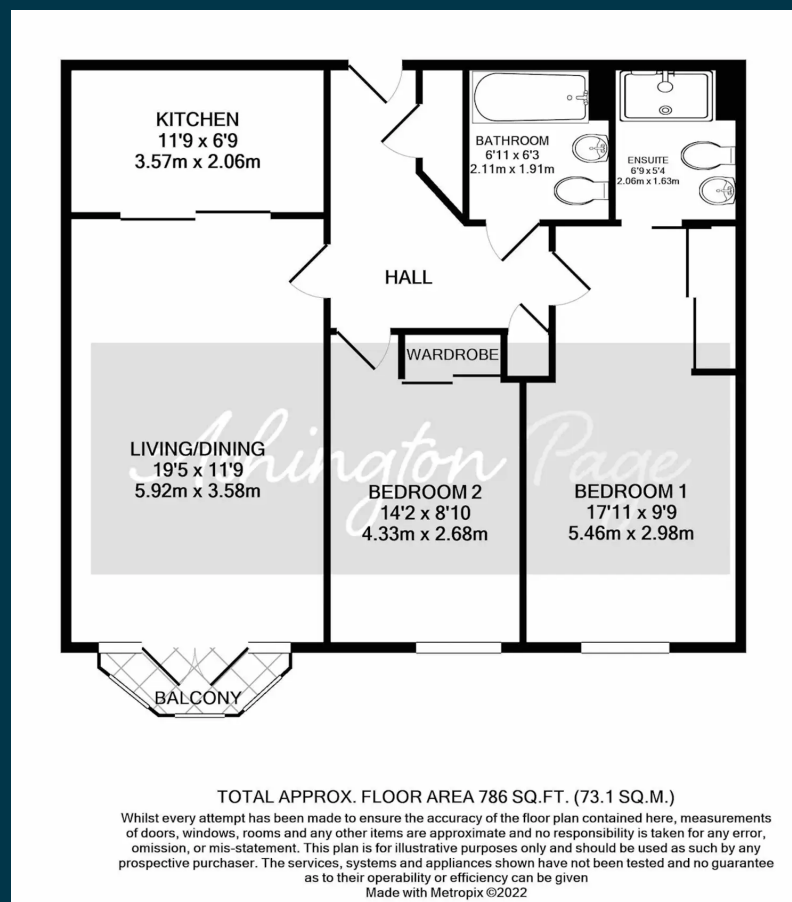 KITCHEN
11'9 x 6'9
3.57m x 2.06m
BATHROOM
6'11 x 6'3
2.11m x 1.91m
ENSUITE
6'9 x 5'4
2.06m x 1.63m
HALL
WARDROBE
LIVING/DINING
19'5 x 11'9
5.92m x 3.58m
Ashington Page
BEDROOM 2
14'2 x 8'10
4.33m x 2.68m
BEDROOM 1
17'11 x 9'9
5.46m x 2.98m
BALCONY
TOTAL APPROX. FLOOR AREA 786 SQ.FT. (73.1 SQ.M.)
Whilst every attempt has been made to ensure the accuracy of the floor plan contained here, measurements
of doors, windows, rooms and any other items are approximate and no responsibility is taken for any error,
omission, or mis-statement. This plan is for illustrative purposes only and should be used as such by any
prospective purchaser. The services, systems and appliances shown have not been tested and no guarantee
as to their operability or efficiency can be given
Made with Metropix ©2022